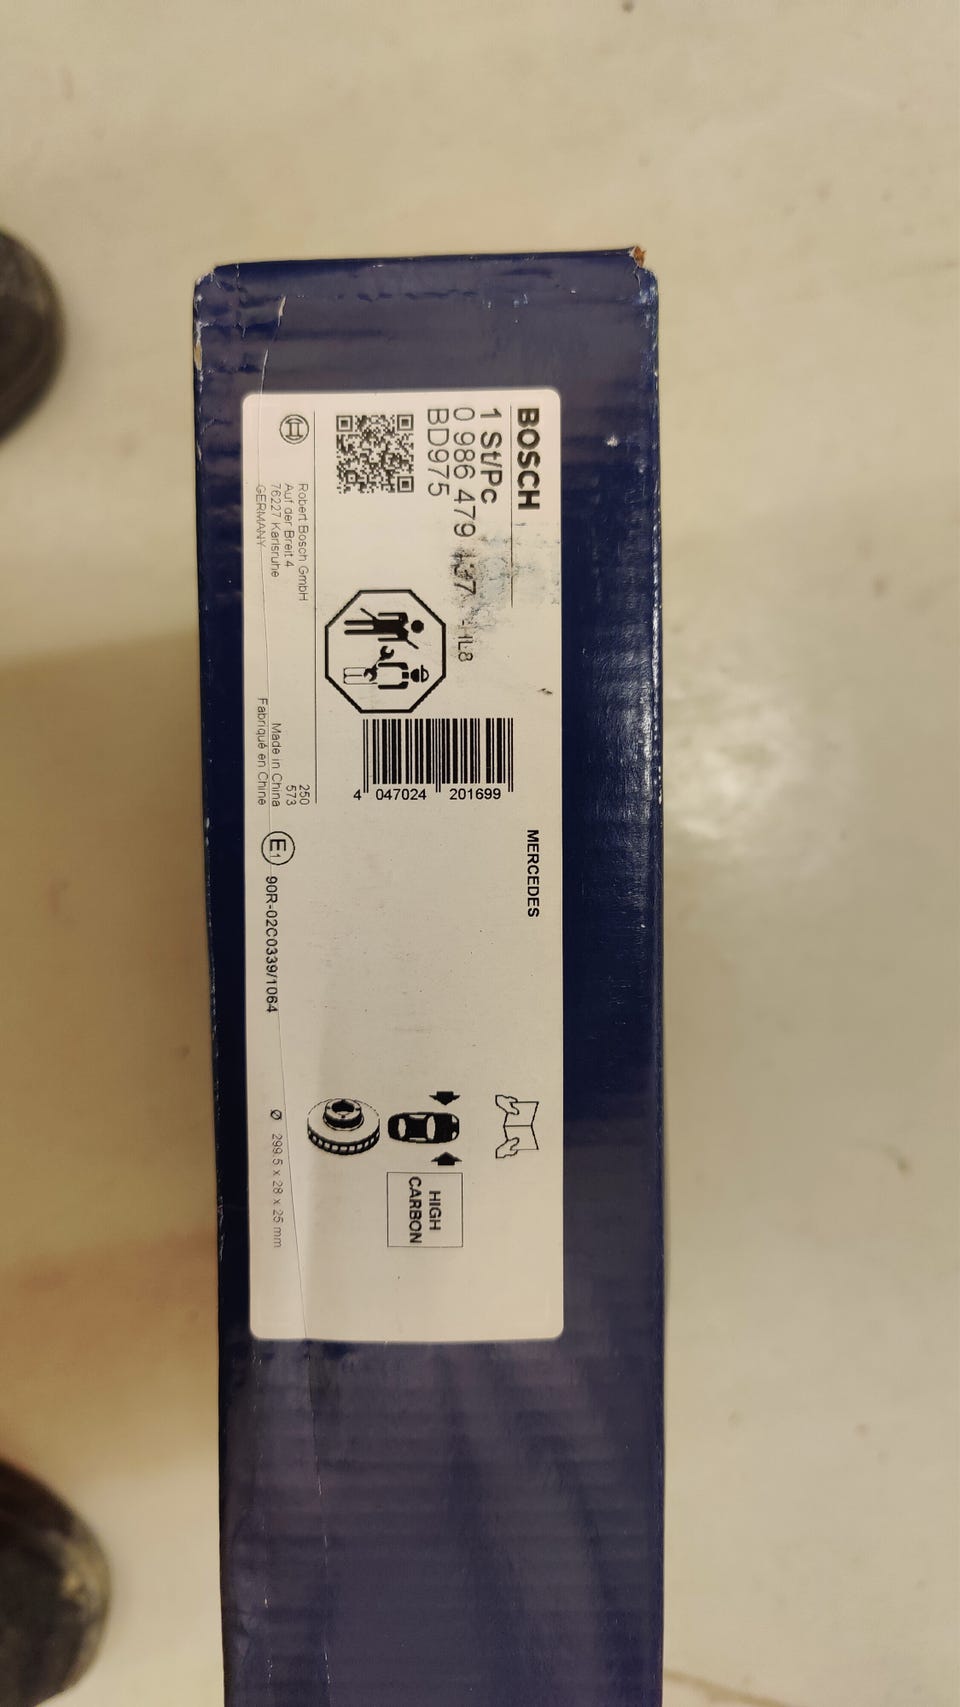 BOSCH
1 St/Pc
0 986 479
BD975
4 047024 201699
Robert Bosch GmbH
Auf der Breit 4
76227 Karlsruhe
GERMANY
250
573
Made in China
Fabriqué en Chine
E1
90R-02C0339/1064
MERCEDES
HIGH
CARBON
Ø 299.5 x 28 x 25 mm